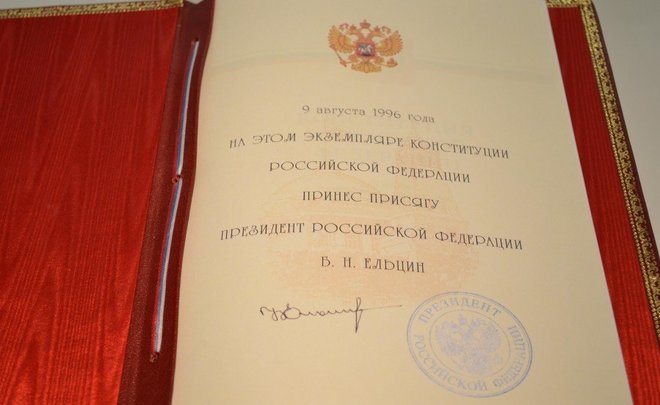 9 августа 1996 года
НА ЭТОМ ЭКЗЕМПЛЯРЕ КОНСТИТУЦИИ
РОССИЙСКОЙ ФЕДЕРАЦИИ
ПРИНЕС ПРИСЯГУ
ПРЕЗИДЕНТ РОССИЙСКОЙ ФЕДЕРАЦИИ
Б. Н. ЕЛЬЦИН
ПРЕЗИДЕНТ
РОССИЙСКОЙ ФЕДЕРАЦИИ